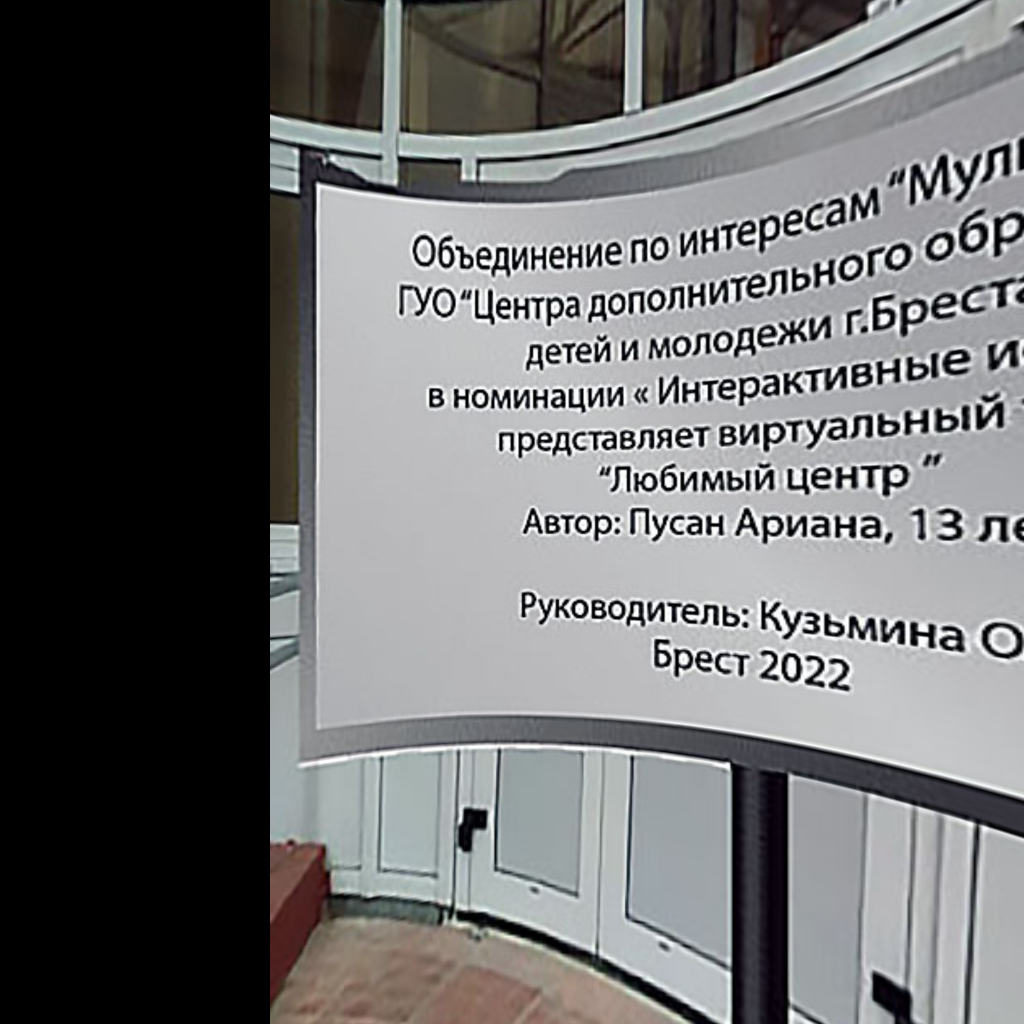 Объединение по интересам “Мул
ГУО “Центра дополнительного обр
детей и молодежи г.Бреста
в номинации « Интерактивные
представляет виртуальный
“Любимый центр ”
Автор: Пусан Ариана, 13 ле
Руководитель: Кузьмина О
Брест 2022